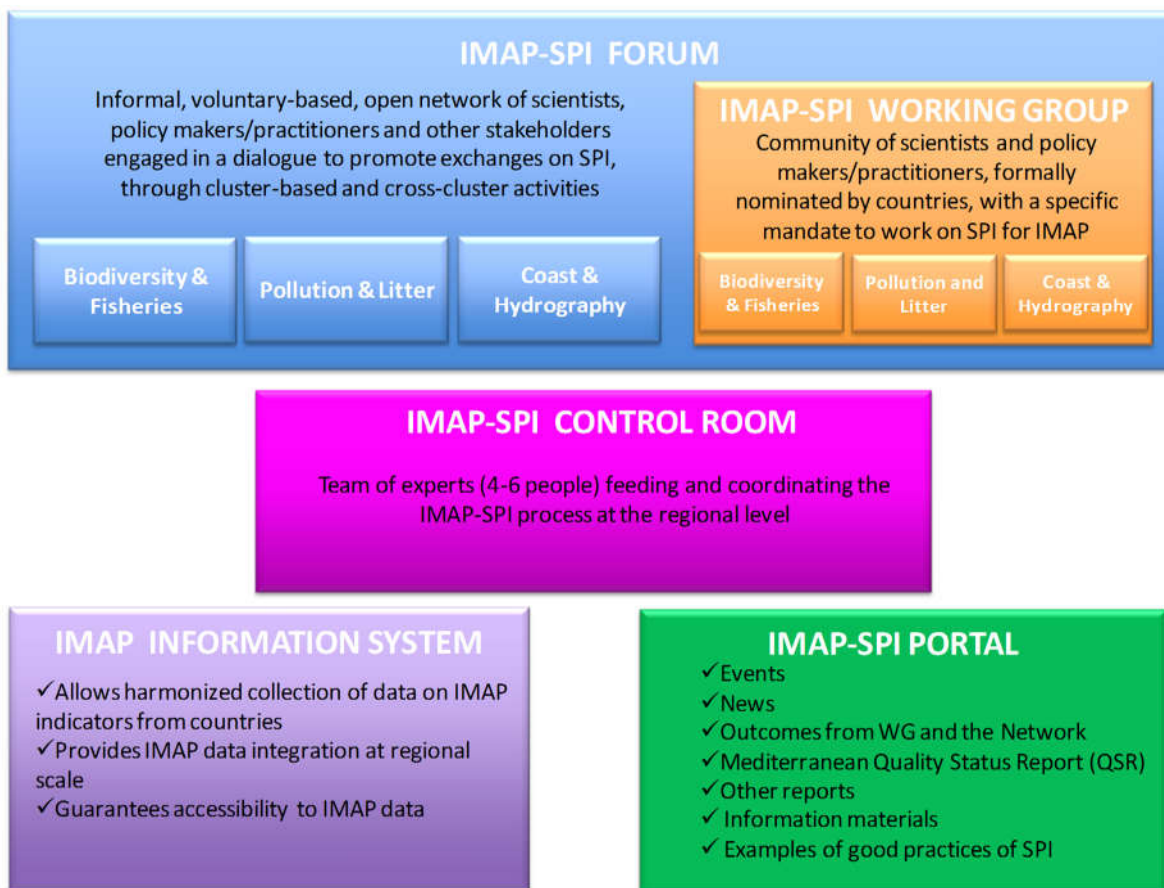 IMAP-SPI FORUM
Informal, voluntary-based, open network of scientists,
policy makers/practitioners and other stakeholders
engaged in a dialogue to promote exchanges on SPI,
through cluster-based and cross-cluster activities
Biodiversity &
Fisheries
Pollution & Litter
Coast &
Hydrography
IMAP-SPI WORKING GROUP
Community of scientists and policy
makers/practitioners, formally
nominated by countries, with a specific
mandate to work on SPI for IMAP
Biodiversity
& Fisheries
Pollution and
Litter
Coast &
Hydrography
IMAP-SPI CONTROL ROOM
Team of experts (4-6 people) feeding and coordinating the
IMAP-SPI process at the regional level
IMAP INFORMATION SYSTEM
✓Allows harmonized collection of data on IMAP
indicators from countries
✓Provides IMAP data integration at regional
scale
✓Guarantees accessibility to IMAP data
IMAP-SPI PORTAL
✓Events
✓News
✓Outcomes from WG and the Network
✓Mediterranean Quality Status Report (QSR)
✓Other reports
✓Information materials
✓Examples of good practices of SPI